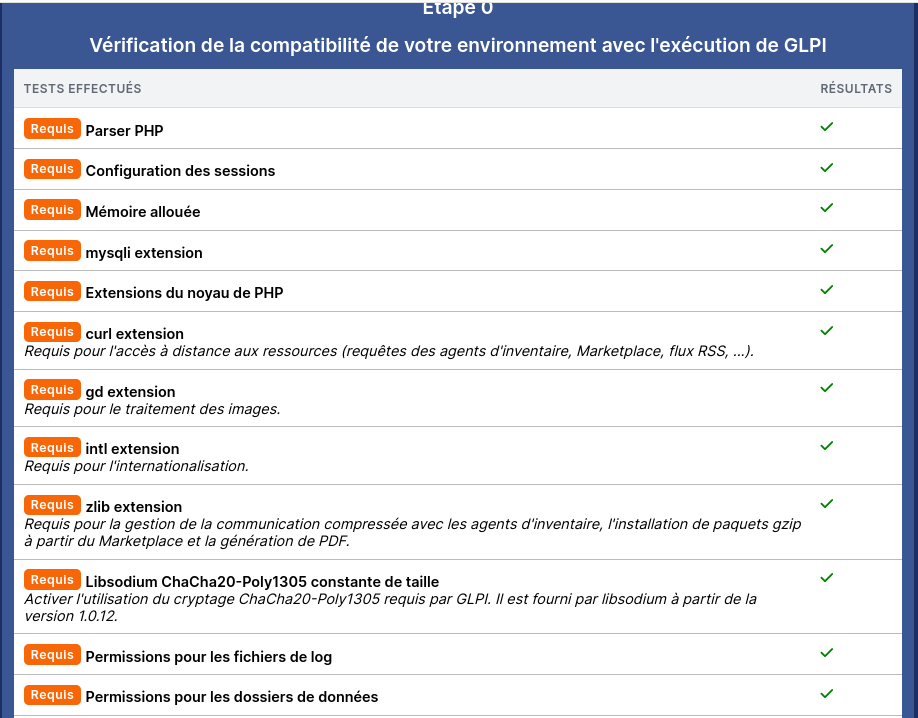 Etape 0
Vérification de la compatibilité de votre environnement avec l'exécution de GLPI
TESTS EFFECTUÉS RÉSULTATS
Requis Parser PHP
Requis Configuration des sessions
Requis Mémoire allouée
Requis mysqli extension
Requis Extensions du noyau de PHP
Requis curl extension
Requis pour l'accès à distance aux ressources (requêtes des agents d'inventaire, Marketplace, flux RSS, ...).
Requis gd extension
Requis pour le traitement des images.
Requis intl extension
Requis pour l'internationalisation.
Requis zlib extension
Requis pour la gestion de la communication compressée avec les agents d'inventaire, l'installation de paquets gzip
à partir du Marketplace et la génération de PDF.
Requis Libsodium ChaCha20-Poly1305 constante de taille
Activer l'utilisation du cryptage ChaCha20-Poly1305 requis par GLPI. Il est fourni par libsodium à partir de la
version 1.0.12.
Requis Permissions pour les fichiers de log
Requis Permissions pour les dossiers de données